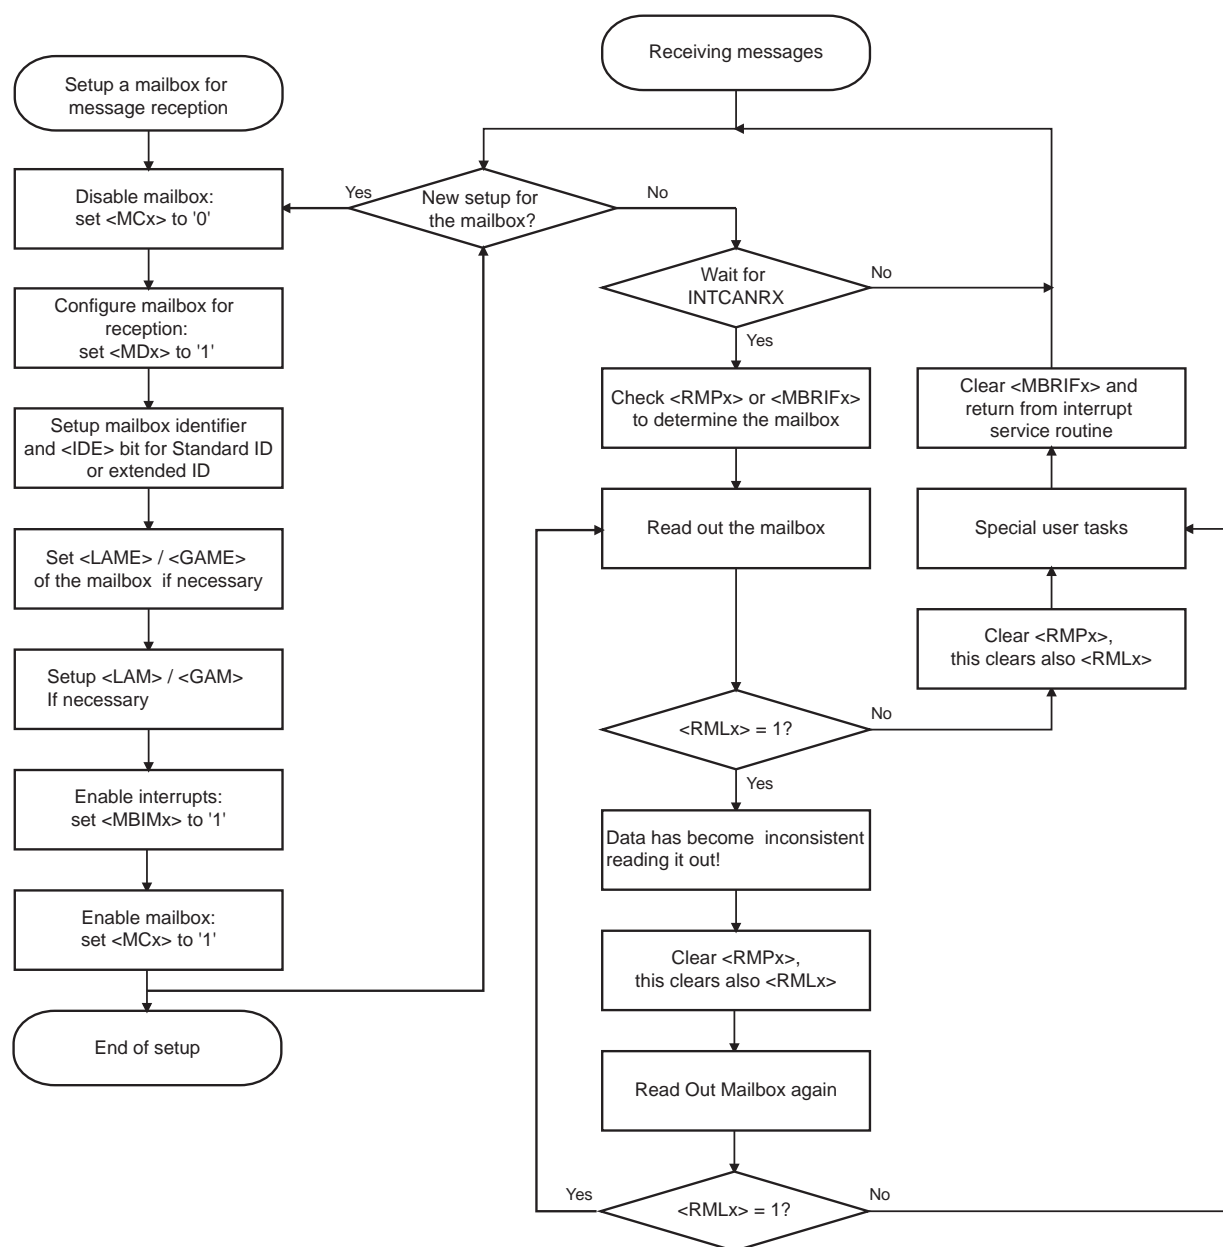 Setup a mailbox for
message reception
Disable mailbox:
set <MCx> to '0'
Configure mailbox for
reception:
set <MDx> to '1'
Setup mailbox identifier
and <IDE> bit for Standard ID
or extended ID
Set <LAME> / <GAME>
of the mailbox if necessary
Setup <LAM> / <GAM>
If necessary
Enable interrupts:
set <MBIMx> to '1'
Enable mailbox:
set <MCx> to '1'
End of setup
Receiving messages
Yes
New setup for
the mailbox?
No
Wait for
INTCANRX
No
Yes
Check <RMPx> or <MBRIFx>
to determine the mailbox
Read out the mailbox
<RMLx> = 1?
No
Yes
Data has become inconsistent
reading it out!
Clear <RMPx>,
this clears also <RMLx>
Read Out Mailbox again
Yes
<RMLx> = 1?
No
Clear <MBRIFx> and
return from interrupt
service routine
Special user tasks
Clear <RMPx>,
this clears also <RMLx>